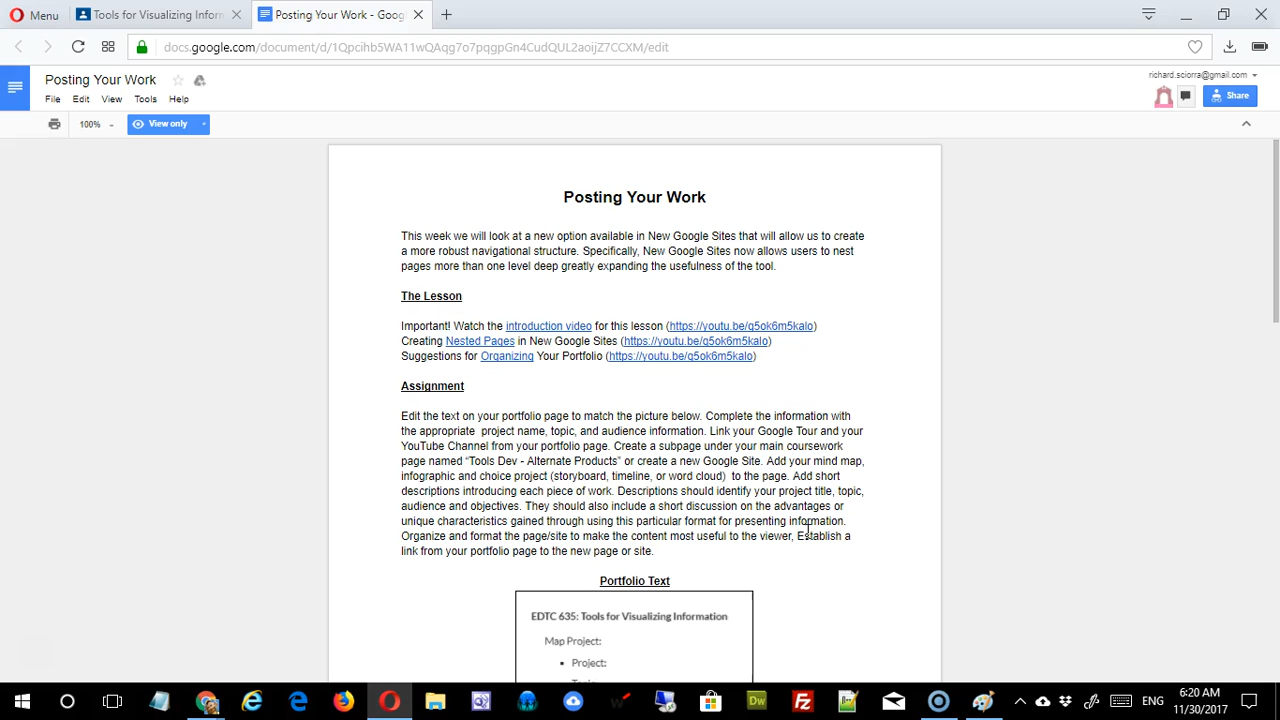 Menu
Tools for Visualizing Inforn
Posting Your Work - Goog
docs.google.com/document/d/1Qpcihb5WA11wQAqg7o7pqgpGn4CudQUL2aoijZ7CCXM/edit
Posting Your Work
richard.sciorra@gmail.com
File Edit View Tools Help
Share
100%
View only
Posting Your Work
This week we will look at a new option available in New Google Sites that will allow us to create
a more robust navigational structure. Specifically, New Google Sites now allows users to nest
pages more than one level deep greatly expanding the usefulness of the tool.
The Lesson
Important! Watch the introduction video for this lesson (https://youtu.be/q5ok6m5kalo)
Creating Nested Pages in New Google Sites (https://youtu.be/q5ok6m5kalo)
Suggestions for Organizing Your Portfolio (https://youtu.be/q5ok6m5kalo)
Assignment
Edit the text on your portfolio page to match the picture below. Complete the information with
the appropriate project name, topic, and audience information. Link your Google Tour and your
YouTube Channel from your portfolio page. Create a subpage under your main coursework
page named “Tools Dev - Alternate Products” or create a new Google Site. Add your mind map,
infographic and choice project (storyboard, timeline, or word cloud) to the page. Add short
descriptions introducing each piece of work. Descriptions should identify your project title, topic,
audience and objectives. They should also include a short discussion on the advantages or
unique characteristics gained through using this particular format for presenting information.
Organize and format the page/site to make the content most useful to the viewer, Establish a
link from your portfolio page to the new page or site.
Portfolio Text
EDTC 635: Tools for Visualizing Information
Map Project:
Project:
ENG
6:20 AM
11/30/2017